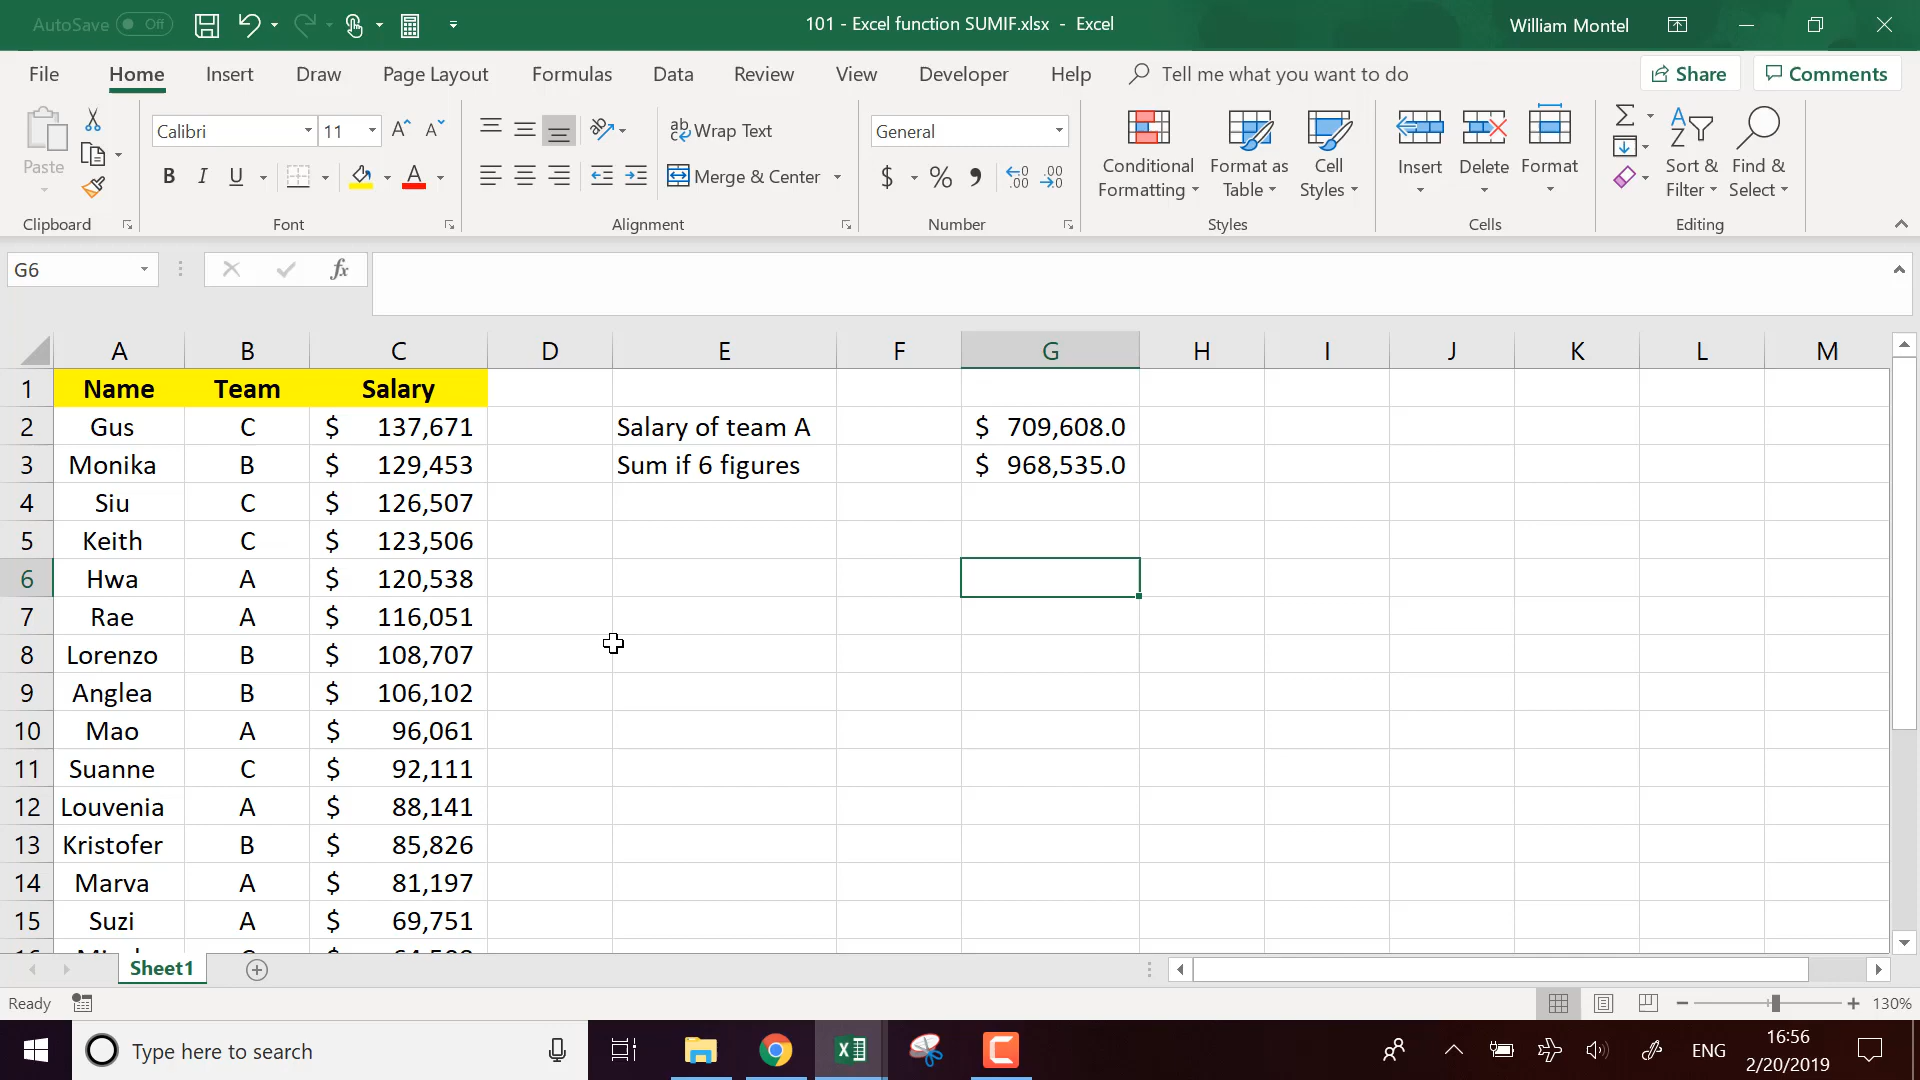 AutoSave Off 101 - Excel function SUMIF.xlsx - Excel William Montel
File Home Insert Draw Page Layout Formulas Data Review View Developer Help Tell me what you want to do Share Comments
Paste
Calibri 11
B I U A
ab Wrap Text
Merge & Center
General
$ % , .00 .00
Conditional Formatting
Format as Table
Cell Styles
Insert Delete Format
Sort & Filter
Find & Select
Clipboard Font Alignment Number Styles Cells Editing
G6 fx
A B C D E F G H I J K L M
1 Name Team Salary
2 Gus C $ 137,671 Salary of team A $ 709,608.0
3 Monika B $ 129,453 Sum if 6 figures $ 968,535.0
4 Siu C $ 126,507
5 Keith C $ 123,506
6 Hwa A $ 120,538
7 Rae A $ 116,051
8 Lorenzo B $ 108,707
9 Anglea B $ 106,102
10 Mao A $ 96,061
11 Suanne C $ 92,111
12 Louvenia A $ 88,141
13 Kristofer B $ 85,826
14 Marva A $ 81,197
15 Suzi A $ 69,751
Sheet1
Ready 130%
Type here to search ENG 16:56
2/20/2019